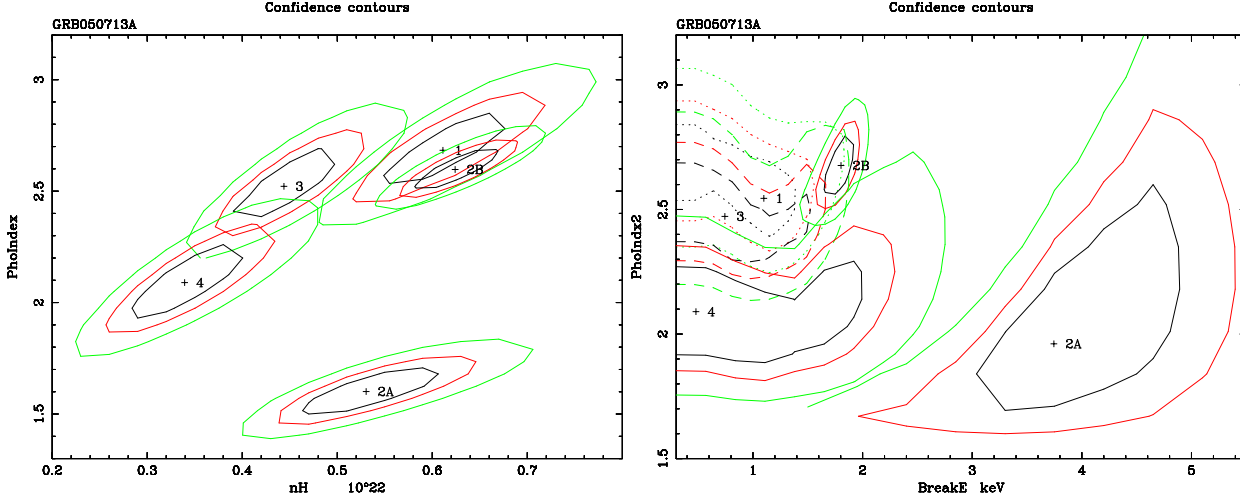 Confidence contours
GRB050713A
PhoIndex
3
2.5
2
1.5
1
2B
3
4
2A
0.2 0.3 0.4 0.5 0.6 0.7
nH 10^22
Confidence contours
GRB050713A
PhoIndx2
3
2.5
2
1.5
2B
1
3
4
2A
1 2 3 4 5
BreakE keV